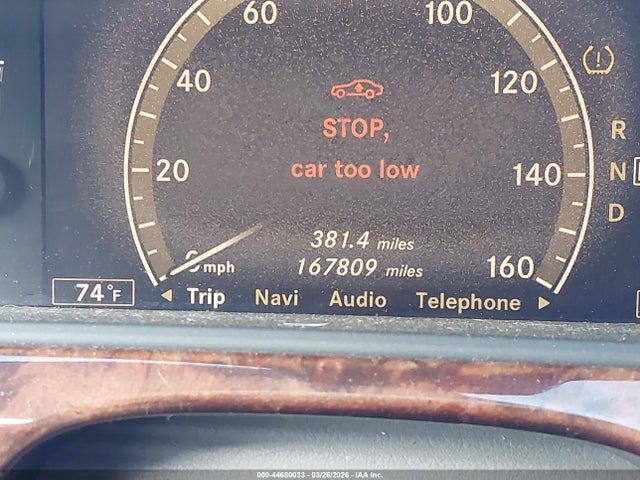 60 100
40 120
STOP,
R
car too low
20 140 N
D
381.4 miles
0 mph 167809 miles 160
74°F
Trip Navi Audio Telephone
000-44680033 - 03/26/2026 - IAA Inc.